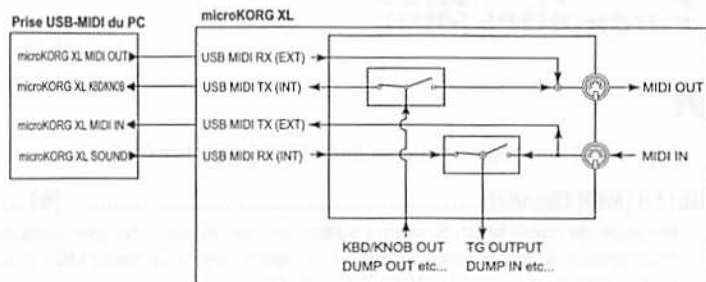 Prise USB-MIDI du PC
microKORG XL
microKORG XL MIDI OUT
USB MIDI RX (EXT)
microKORG XL KBD/KNOB
USB MIDI TX (INT)
MIDI OUT
microKORG XL MIDI IN
USB MIDI TX (EXT)
microKORG XL SOUND
USB MIDI RX (INT)
MIDI IN
KBD/KNOB OUT
DUMP OUT etc...
TG OUTPUT
DUMP IN etc...